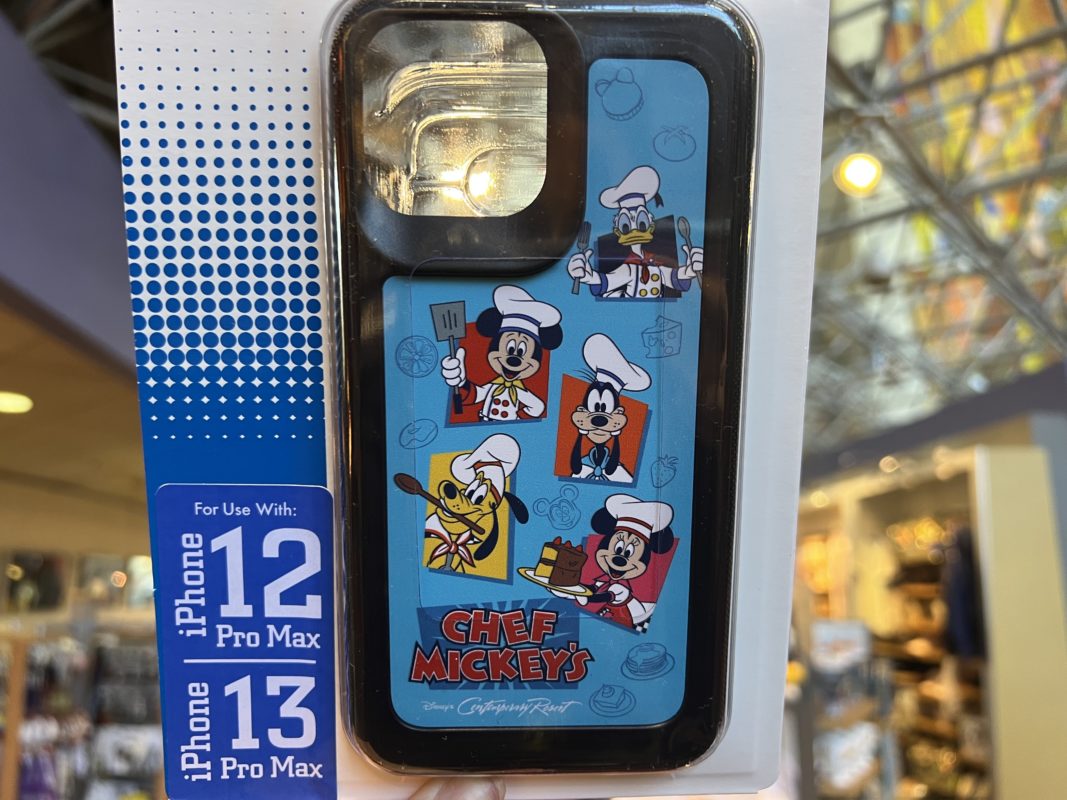 For Use With:
iPhone 12 Pro Max
iPhone 13 Pro Max
CHEF
MICKEY'S
Disney's Contemporary Resort